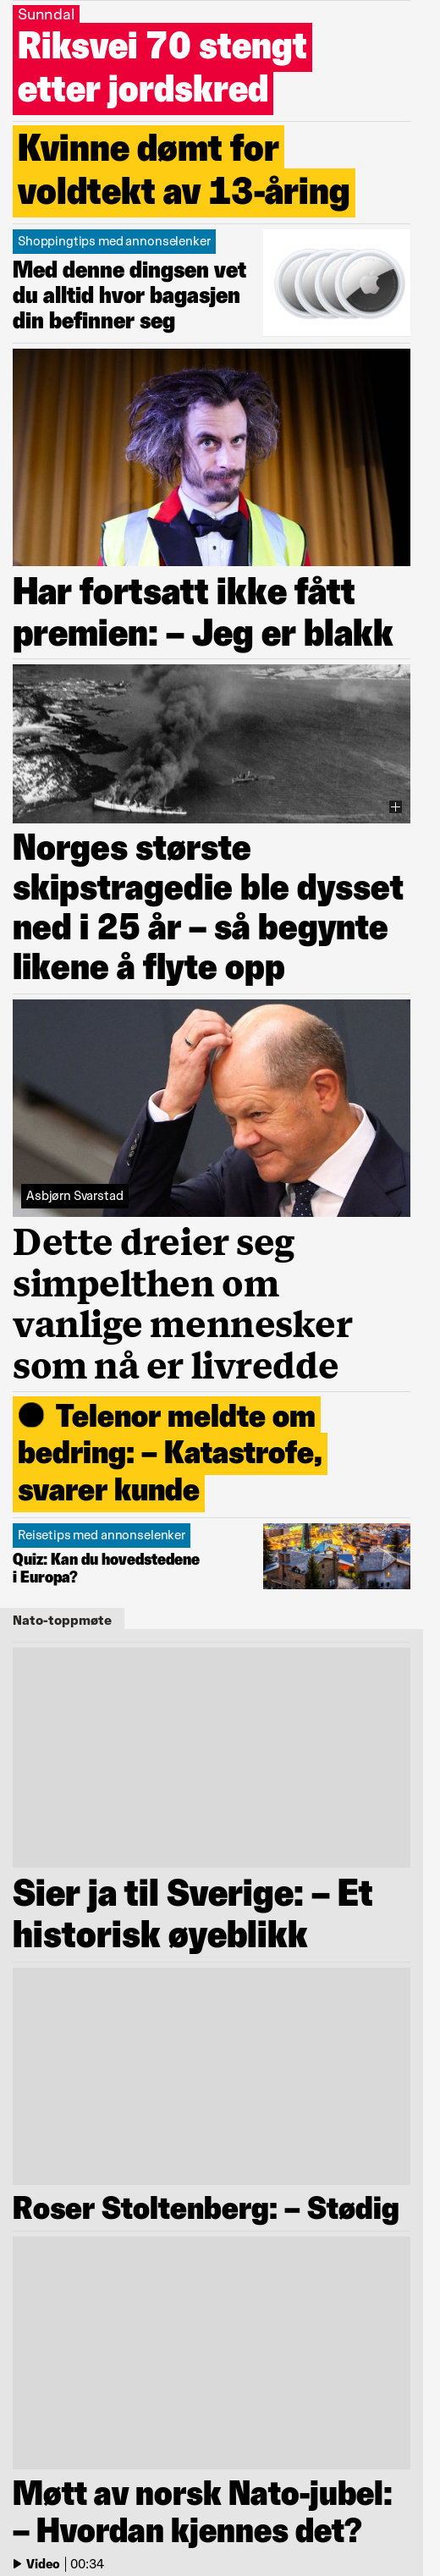 Sunndal
Riksvei 70 stengt
etter jordskred
Kvinne dømt for
voldtekt av 13-åring
Shoppingtips med annonselenker
Med denne dingsen vet
du alltid hvor bagasjen
din befinner seg
Har fortsatt ikke fått
premien: – Jeg er blakk
Norges største
skipstragedie ble dysset
ned i 25 år – så begynte
likene å flyte opp
Asbjørn Svarstad
Dette dreier seg
simpelthen om
vanlige mennesker
som nå er livredde
Telenor meldte om
bedring: – Katastrofe,
svarer kunde
Reisetips med annonselenker
Quiz: Kan du hovedstedene
i Europa?
Nato-toppmøte
Sier ja til Sverige: – Et
historisk øyeblikk
Roser Stoltenberg: – Stødig
Møtt av norsk Nato-jubel:
– Hvordan kjennes det?
Video 00:34